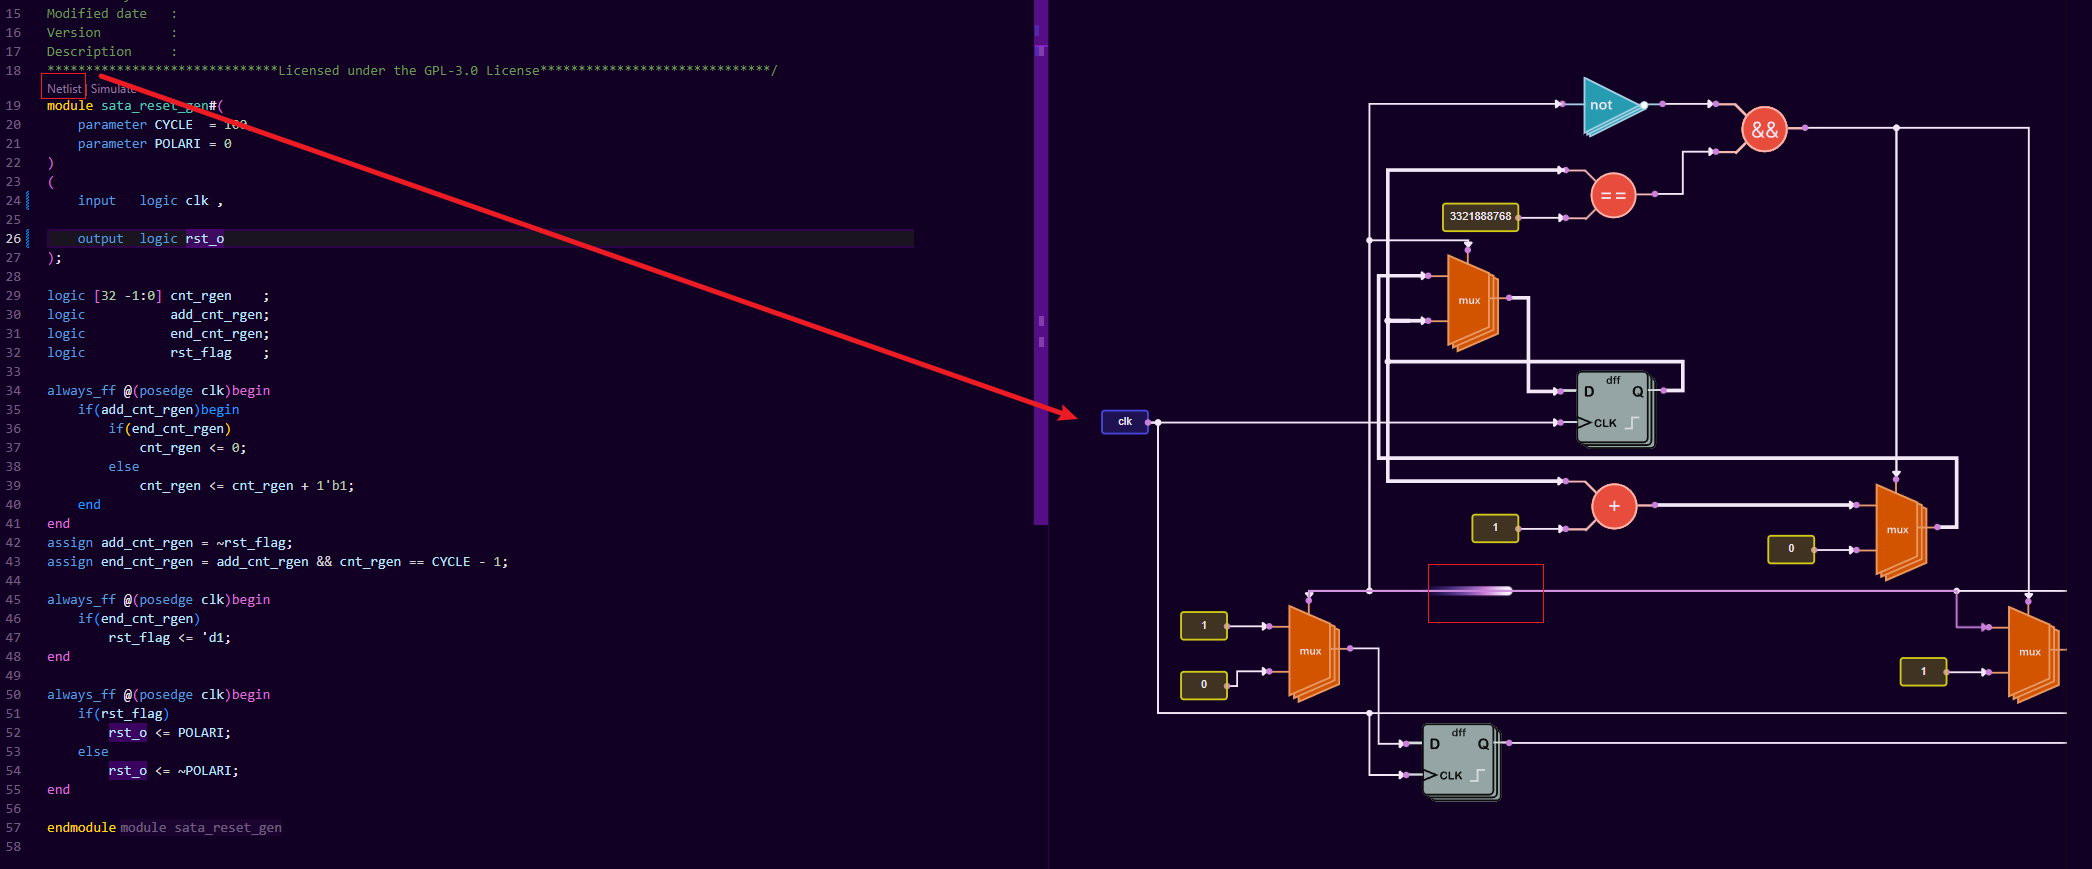 15 Modified date :
16 Version :
17 Description :
18 ******************************Licensed under the GPL-3.0 License******************************/
Netlist | Simulate
19 module sata_reset_gen#(
20 parameter CYCLE = 100
21 parameter POLARI = 0
22 )
23 (
24 input logic clk ,
25
26 output logic rst_o
27 );
28
29 logic [32 -1:0] cnt_rgen ;
30 logic add_cnt_rgen;
31 logic end_cnt_rgen;
32 logic rst_flag ;
33
34 always_ff @(posedge clk)begin
35 if(add_cnt_rgen)begin
36 if(end_cnt_rgen)
37 cnt_rgen <= 0;
38 else
39 cnt_rgen <= cnt_rgen + 1'b1;
40 end
41 end
42 assign add_cnt_rgen = ~rst_flag;
43 assign end_cnt_rgen = add_cnt_rgen && cnt_rgen == CYCLE - 1;
44
45 always_ff @(posedge clk)begin
46 if(end_cnt_rgen)
47 rst_flag <= 'd1;
48 end
49
50 always_ff @(posedge clk)begin
51 if(rst_flag)
52 rst_o <= POLARI;
53 else
54 rst_o <= ~POLARI;
55 end
56
57 endmodule module sata_reset_gen
58
not
&&
==
3321888768
mux
dff
D Q
CLK
clk
+
1
mux
0
1
mux
0
mux
1
dff
D Q
CLK